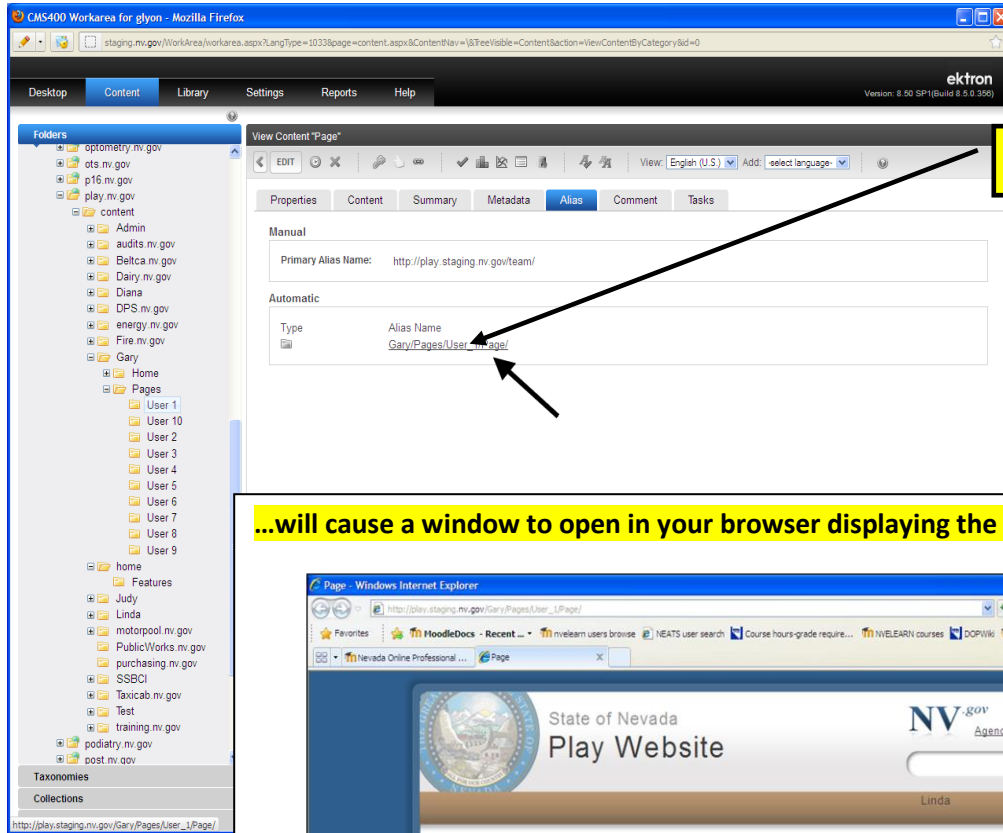 CMS400 Workarea for glyon - Mozilla Firefox
staging.nv.gov/WorkArea/workarea.aspx?LangType=1033&page=content.aspx&ContentNav=\&TreeVisible=Content&action=ViewContentByCategory&id=0
ektron
Desktop Content Library Settings Reports Help
Version: 8.50 SP1(Build 8.5.0.356)
Folders
optometry.nv.gov
ots.nv.gov
p16.nv.gov
play.nv.gov
content
Admin
audits.nv.gov
Beltca.nv.gov
Dairy.nv.gov
Diana
DPS.nv.gov
energy.nv.gov
Fire.nv.gov
Gary
Home
Pages
User 1
User 10
User 2
User 3
User 4
User 5
User 6
User 7
User 8
User 9
home
Features
Judy
Linda
motorpool.nv.gov
PublicWorks.nv.gov
purchasing.nv.gov
SSBCI
Taxicab.nv.gov
Test
training.nv.gov
podiatry.nv.gov
post.nv.gov
Taxonomies
Collections
http://play.staging.nv.gov/Gary/Pages/User_1/Page/
View Content "Page"
EDIT View: English (U.S.) Add: -select language-
Properties Content Summary Metadata Alias Comment Tasks
Manual
Primary Alias Name: http://play.staging.nv.gov/team/
Automatic
Type Alias Name
Gary/Pages/User_1/Page/
…will cause a window to open in your browser displaying the
Page - Windows Internet Explorer
http://play.staging.nv.gov/Gary/Pages/User_1/Page/
Favorites MoodleDocs - Recent ... nvelearn users browse NEATS user search Course hours-grade require... NVELEARN courses DOPWiki
Nevada Online Professional ... Page X
State of Nevada
Play Website
NV.gov
Agenc
Linda